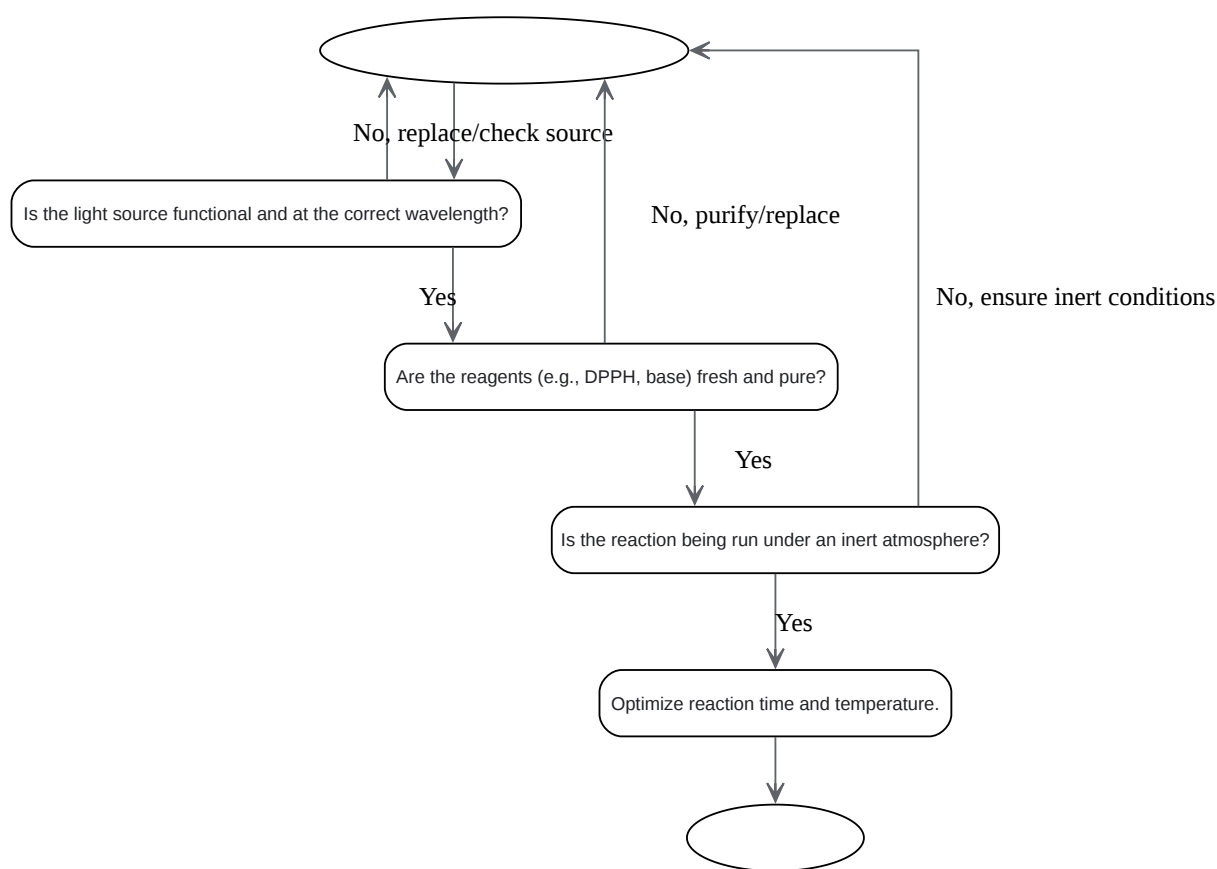 No, replace/check source
Is the light source functional and at the correct wavelength?
No, purify/replace
Yes
No, ensure inert conditions
Are the reagents (e.g., DPPH, base) fresh and pure?
Yes
Is the reaction being run under an inert atmosphere?
Yes
Optimize reaction time and temperature.